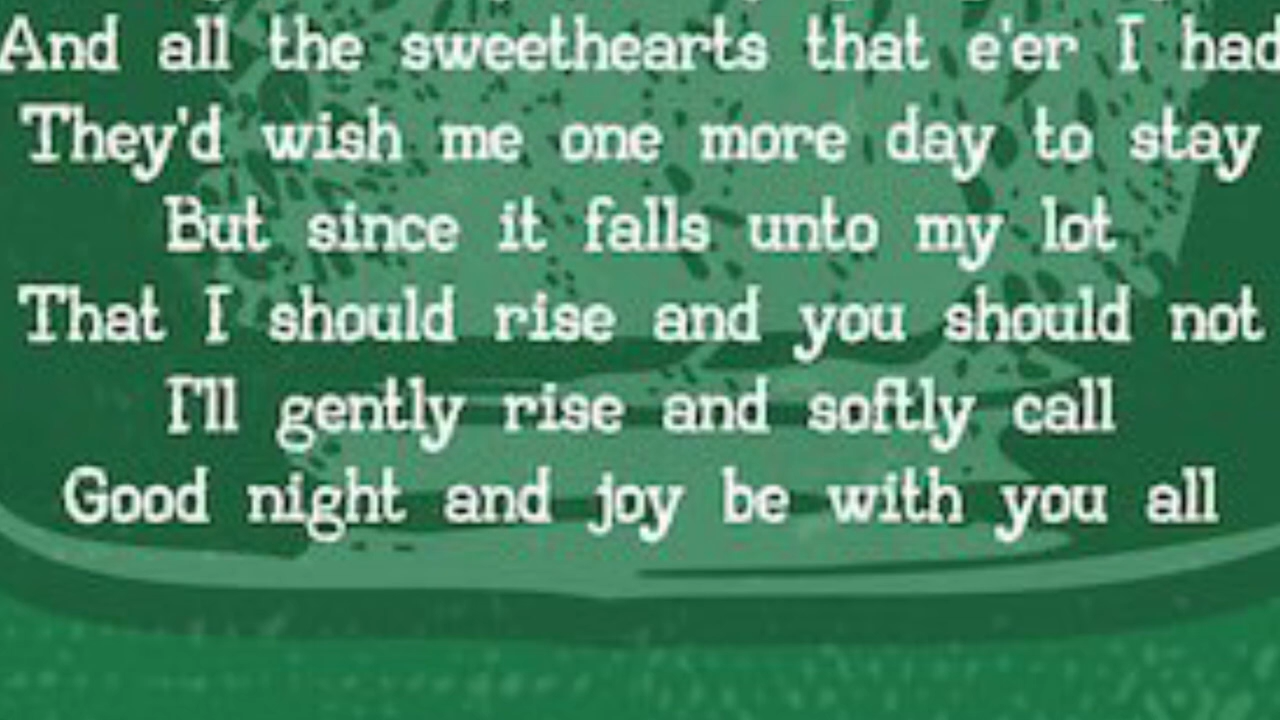 And all the sweethearts that e'er I had
They'd wish me one more day to stay
But since it falls unto my lot
That I should rise and you should not
I'll gently rise and softly call
Good night and joy be with you all